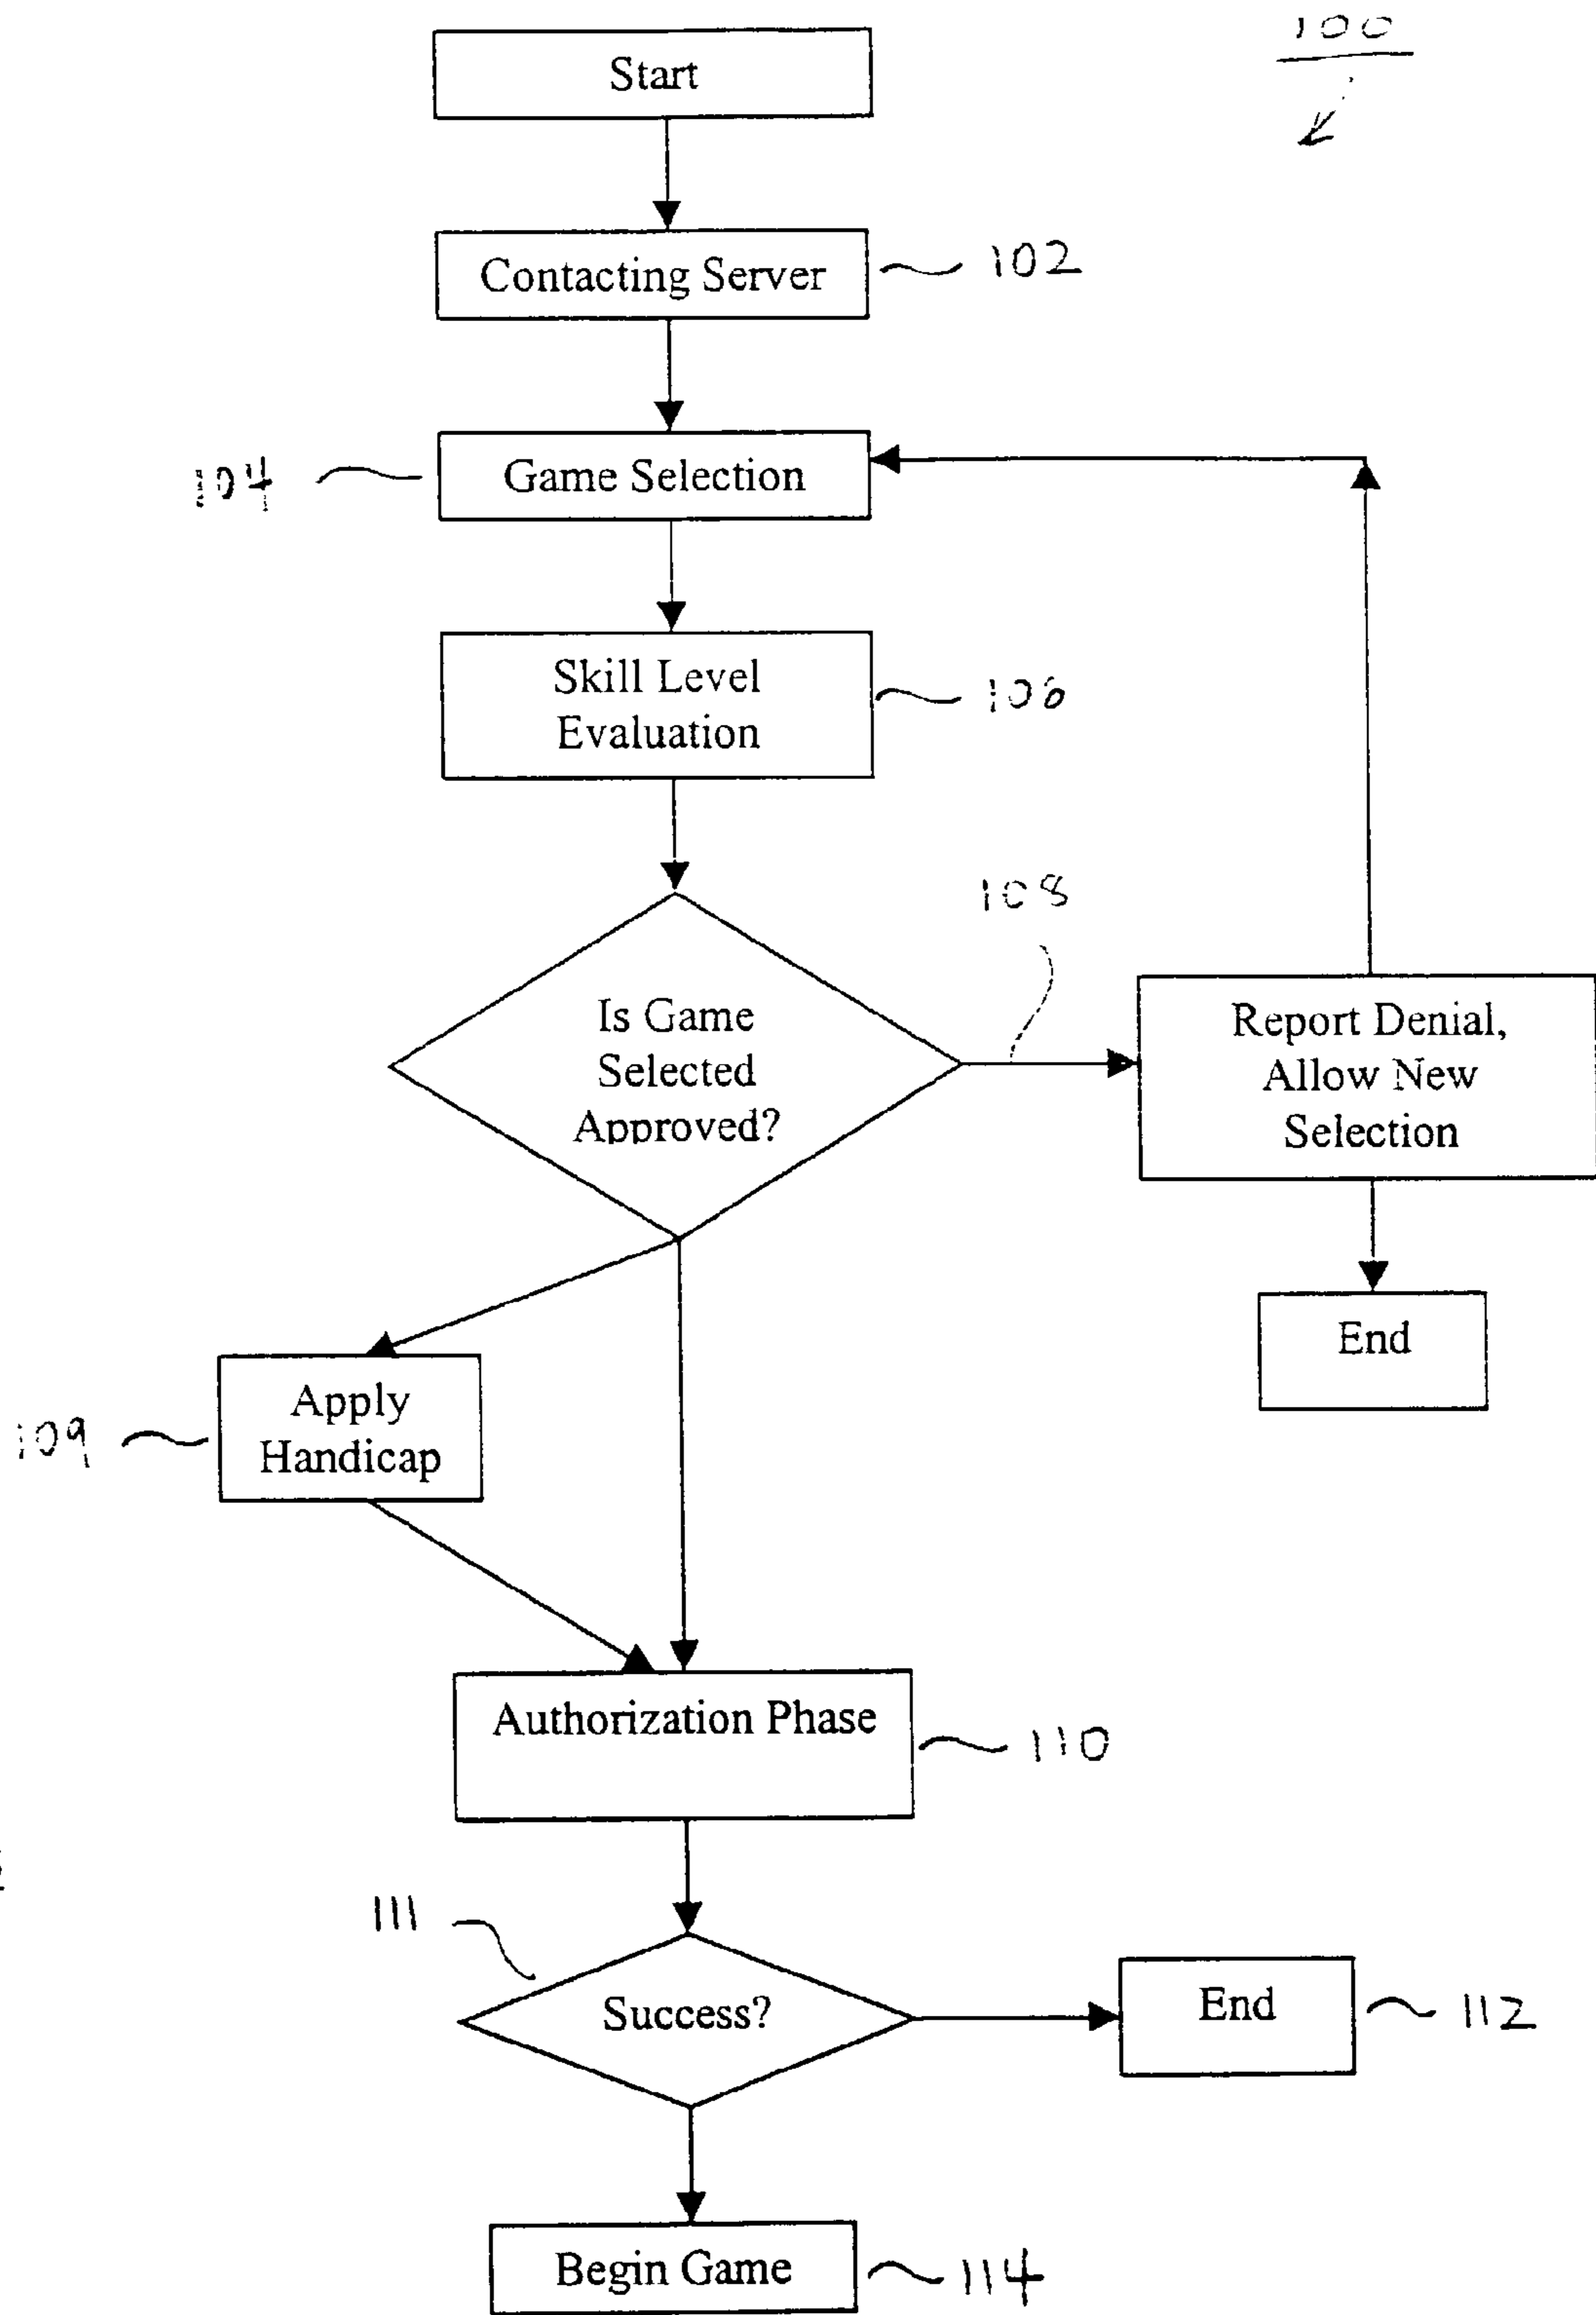 100
Start
Contacting Server
102
104
Game Selection
Skill Level
Evaluation
106
108
Is Game
Selected
Approved?
Report Denial,
Allow New
Selection
End
Apply
Handicap
109
Authorization Phase
110
111
Success?
End
112
Begin Game
114